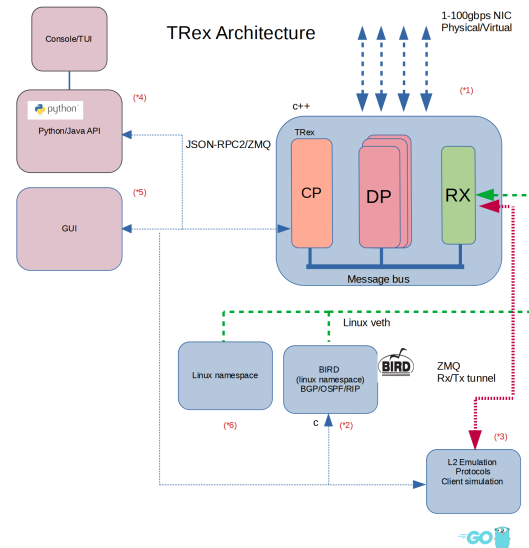 Console/TUI
TRex Architecture
1-100gbps NIC
Physical/Virtual
(*4)
(*1)
python
Python/Java API
c++
TRex
JSON-RPC2/ZMQ
CP
DP
RX
(*5)
GUI
Message bus
Linux veth
Linux namespace
BIRD
(linux namespace)
BGP/OSPF/RIP
BIRD
ZMQ
Rx/Tx tunnel
(*6)
c
(*2)
(*3)
L2 Emulation
Protocols
Client simulation
GO